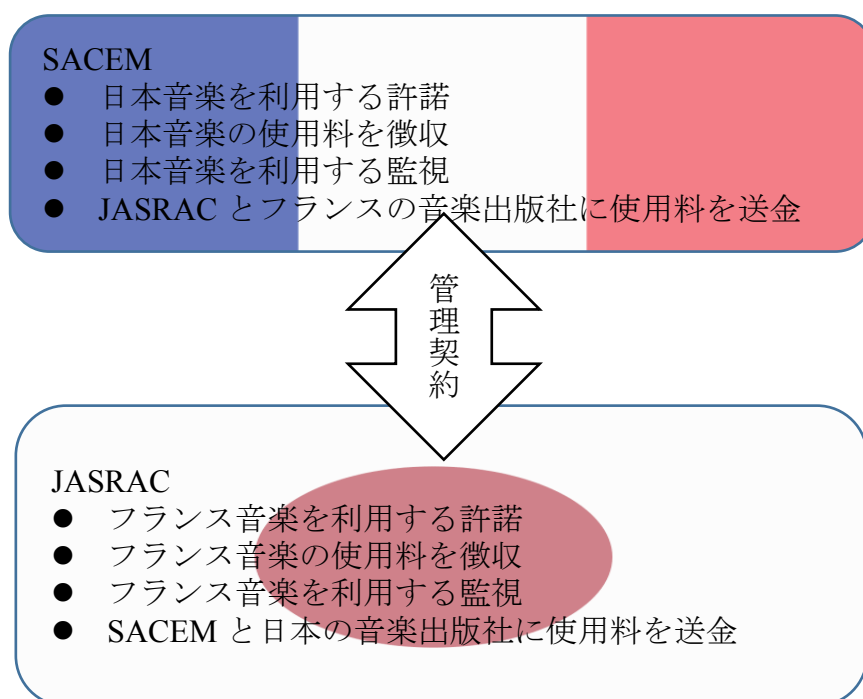 SACEM
● 日本音楽を利用する許諾
● 日本音楽の使用料を徴収
● 日本音楽を利用する監視
● JASRAC とフランスの音楽出版社に使用料を送金
管理契約
JASRAC
● フランス音楽を利用する許諾
● フランス音楽の使用料を徴収
● フランス音楽を利用する監視
● SACEM と日本の音楽出版社に使用料を送金